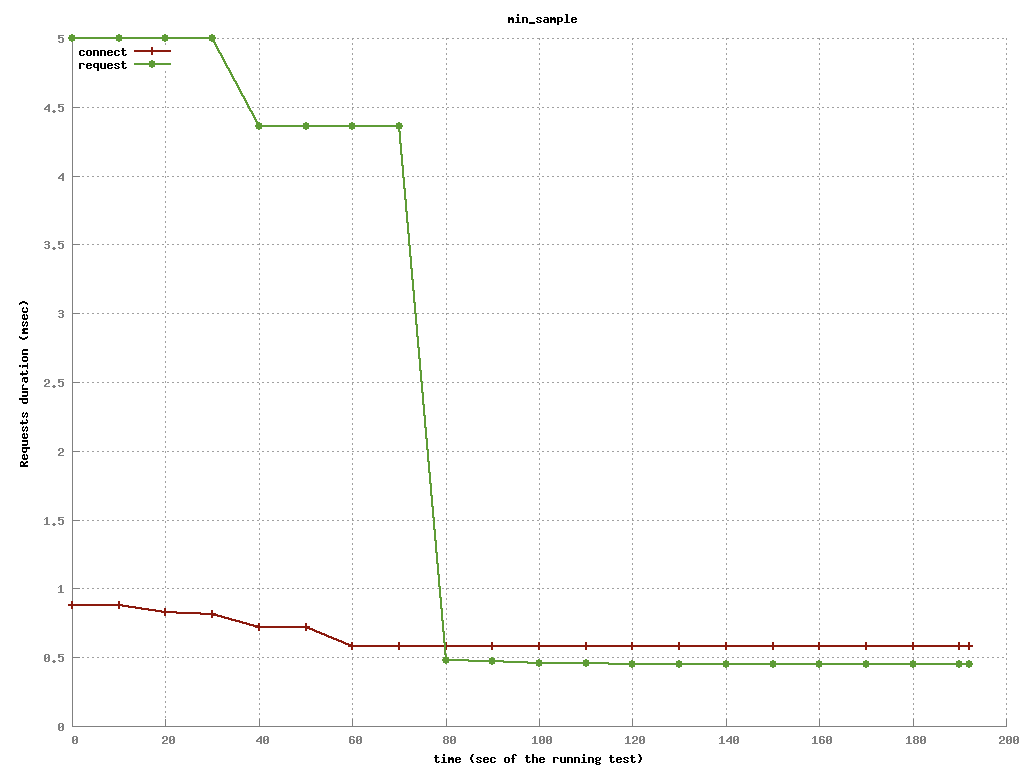 min_sample
connect
request
5
4.5
4
3.5
3
2.5
2
1.5
1
0.5
0
Requests duration (msec)
0 20 40 60 80 100 120 140 160 180 200
time (sec of the running test)